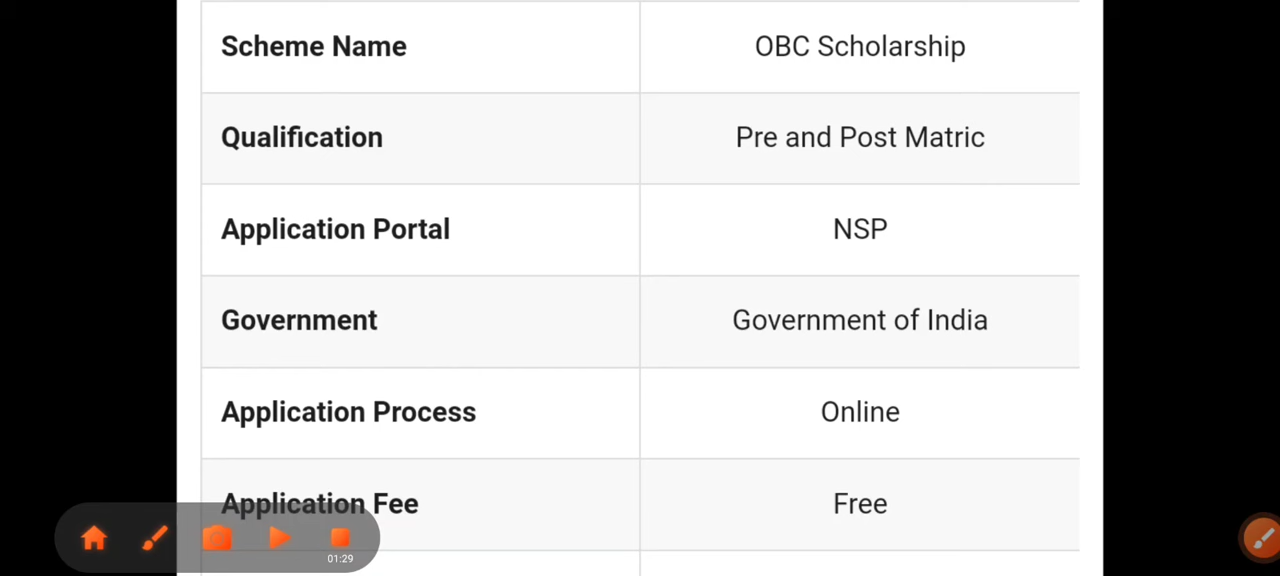 Scheme Name OBC Scholarship
Qualification Pre and Post Matric
Application Portal NSP
Government Government of India
Application Process Online
Application Fee Free
01:29